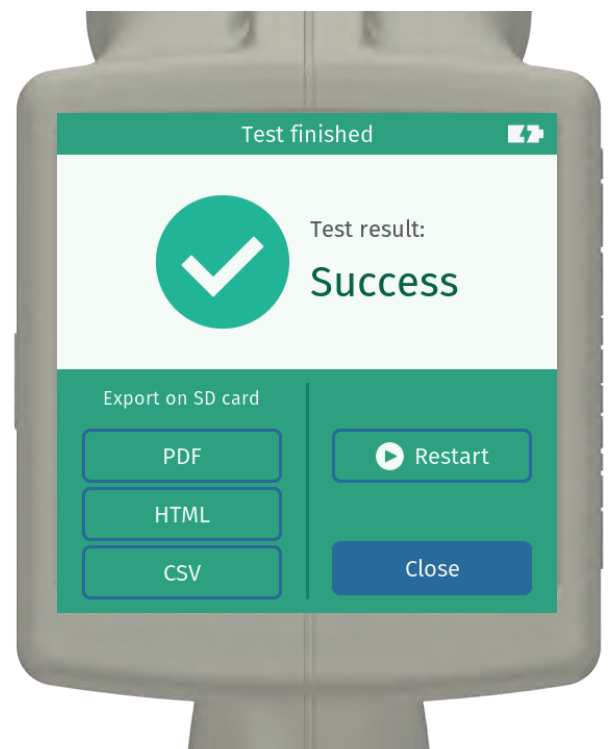 Test finished
Test result:
Success
Export on SD card
PDF
HTML
CSV
Restart
Close